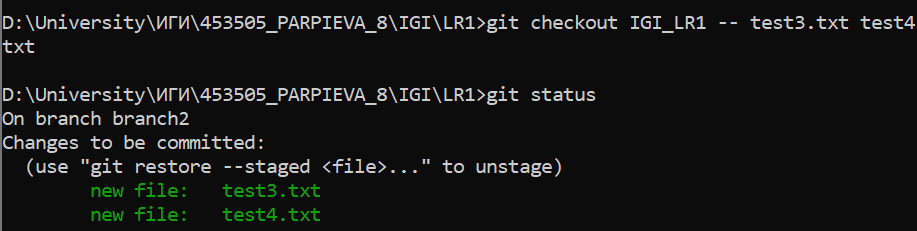 D:\University\ИГИ\453505_PARPIEVA_8\IGI\LR1>git checkout IGI_LR1 -- test3.txt test4
txt
D:\University\ИГИ\453505_PARPIEVA_8\IGI\LR1>git status
On branch branch2
Changes to be committed:
  (use "git restore --staged <file>..." to unstage)
        new file:   test3.txt
        new file:   test4.txt